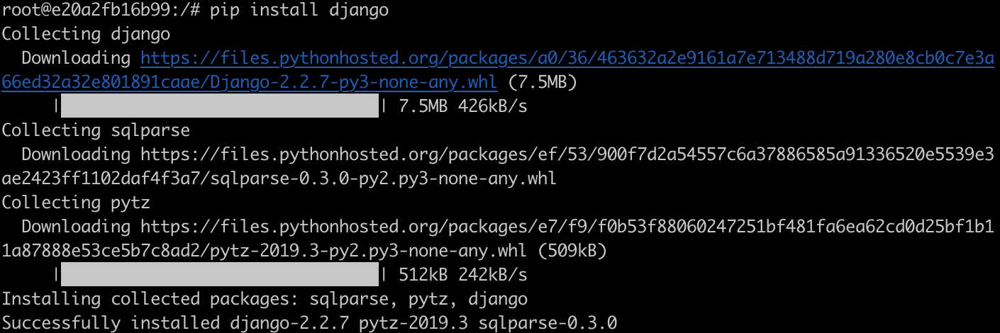 root@e20a2fb16b99:/# pip install django
Collecting django
  Downloading https://files.pythonhosted.org/packages/a0/36/463632a2e9161a7e713488d719a280e8cb0c7e3a
66ed32a32e801891caae/Django-2.2.7-py3-none-any.whl (7.5MB)
     |                                | 7.5MB 426kB/s
Collecting sqlparse
  Downloading https://files.pythonhosted.org/packages/ef/53/900f7d2a54557c6a37886585a91336520e5539e3
ae2423ff1102daf4f3a7/sqlparse-0.3.0-py2.py3-none-any.whl
Collecting pytz
  Downloading https://files.pythonhosted.org/packages/e7/f9/f0b53f88060247251bf481fa6ea62cd0d25bf1b1
1a87888e53ce5b7c8ad2/pytz-2019.3-py2.py3-none-any.whl (509kB)
     |                                | 512kB 242kB/s
Installing collected packages: sqlparse, pytz, django
Successfully installed django-2.2.7 pytz-2019.3 sqlparse-0.3.0